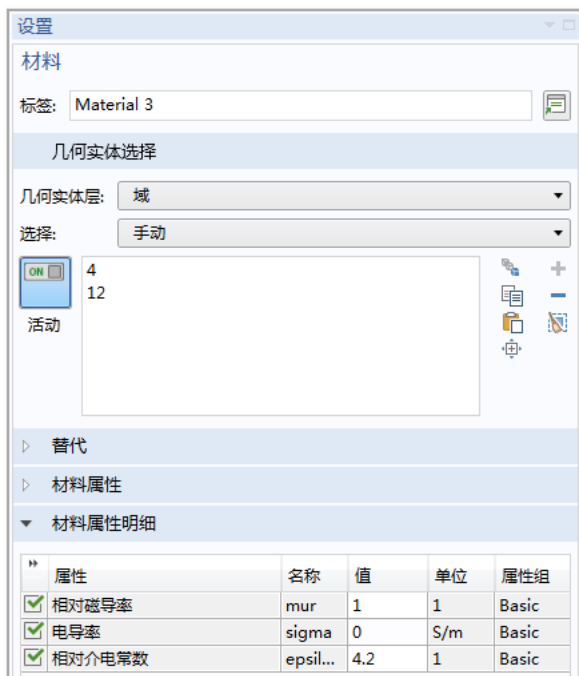 设置
材料
标签: Material 3
几何实体选择
几何实体层: 域
选择: 手动
ON
4
12
活动
替代
材料属性
材料属性明细
属性 名称 值 单位 属性组
相对磁导率 mur 1 1 Basic
电导率 sigma 0 S/m Basic
相对介电常数 epsil... 4.2 1 Basic